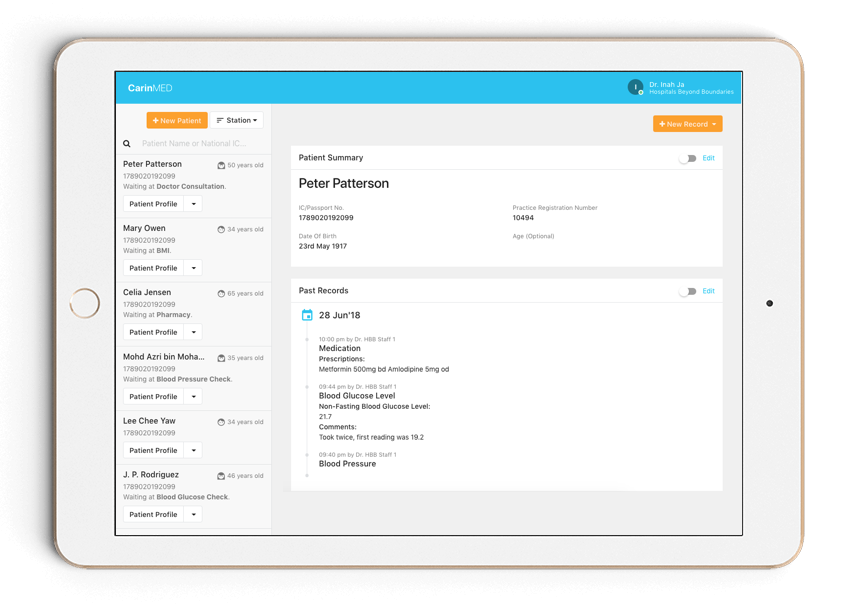 CarinMED
Dr. Inah Ja
Hospitals Beyond Boundaries
I
+ New Patient
Station
Patient Name or National IC...
Peter Patterson
50 years old
1789020192099
Waiting at Doctor Consultation.
Patient Profile
Mary Owen
34 years old
1789020192099
Waiting at BMI.
Patient Profile
Celia Jensen
65 years old
1789020192099
Waiting at Pharmacy.
Patient Profile
Mohd Azri bin Moha...
35 years old
1789020192099
Waiting at Blood Pressure Check.
Patient Profile
Lee Chee Yaw
34 years old
1789020192099
Patient Profile
J. P. Rodriguez
46 years old
1789020192099
Waiting at Blood Glucose Check.
Patient Profile
+ New Record
Patient Summary
Edit
Peter Patterson
IC/Passport No.
Practice Registration Number
1789020192099
10494
Date Of Birth
Age (Optional)
23rd May 1917
Past Records
Edit
28 Jun'18
10:00 pm by Dr. HBB Staff 1
Medication
Prescriptions:
Metformin 500mg bd Amlodipine 5mg od
09:44 pm by Dr. HBB Staff 1
Blood Glucose Level
Non-Fasting Blood Glucose Level:
21.7
Comments:
Took twice, first reading was 19.2
09:40 pm by Dr. HBB Staff 1
Blood Pressure